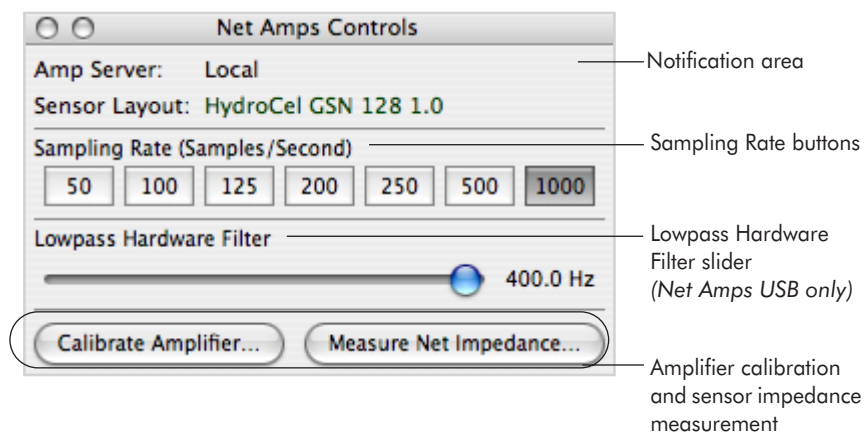 Net Amps Controls
Amp Server: Local
Sensor Layout: HydroCel GSN 128 1.0
Sampling Rate (Samples/Second)
50 100 125 200 250 500 1000
Lowpass Hardware Filter
400.0 Hz
Calibrate Amplifier... Measure Net Impedance...
Notification area
Sampling Rate buttons
Lowpass Hardware
Filter slider
(Net Amps USB only)
Amplifier calibration
and sensor impedance
measurement